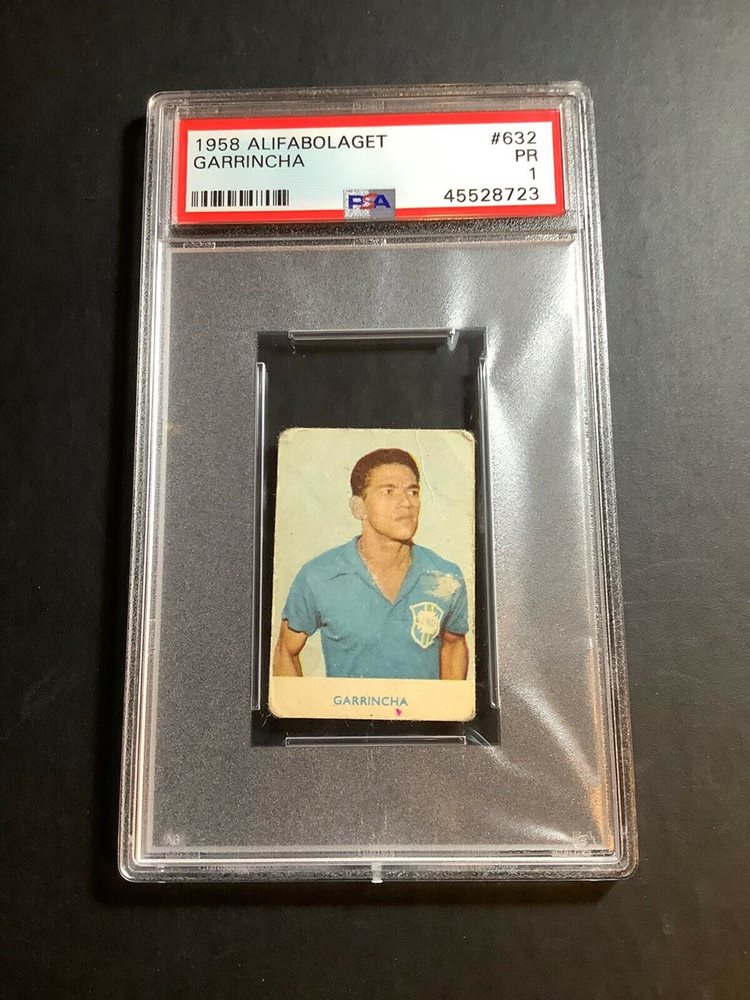 1958 ALIFABOLAGET #632
GARRINCHA PR
1
PSA 45528723
GARRINCHA